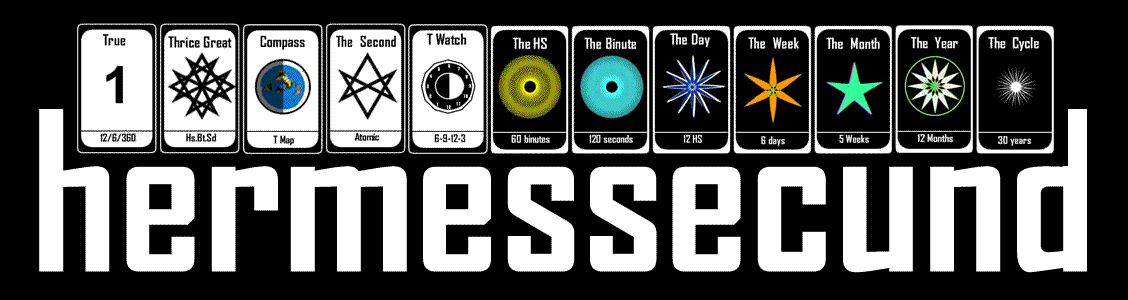 True
1
12/6/360
Thrice Great
Hs.Bt.Sd
Compass
T Map
The Second
Atomic
T Watch
6-9-12-3
The HS
60 binutes
The Binute
120 seconds
The Day
12 HS
The Week
6 days
The Month
5 Weeks
The Year
12 Months
The Cycle
30 years
hermessecund